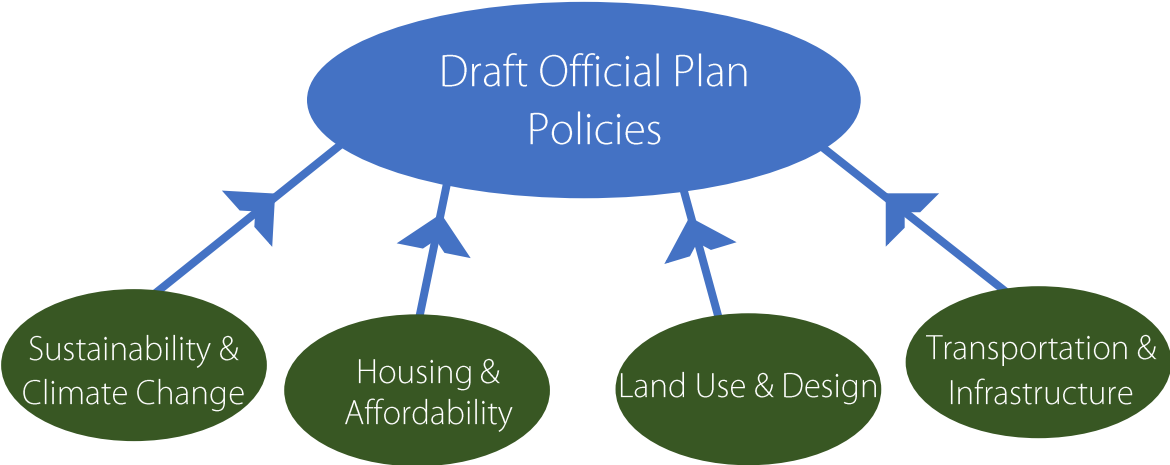 Draft Official Plan
Policies
Sustainability &
Climate Change
Housing &
Affordability
Land Use & Design
Transportation &
Infrastructure